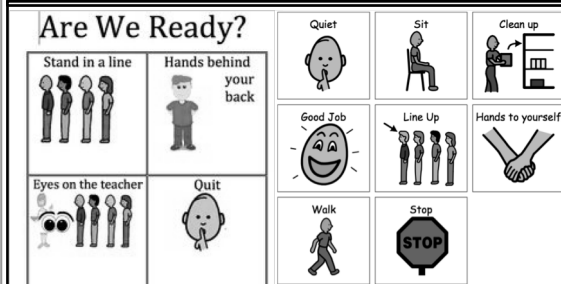 Are We Ready?
Stand in a line
Hands behind
your
back
Eyes on the teacher
Quit
Quiet
Sit
Clean up
Good Job
Line Up
Hands to yourself
Walk
Stop
STOP